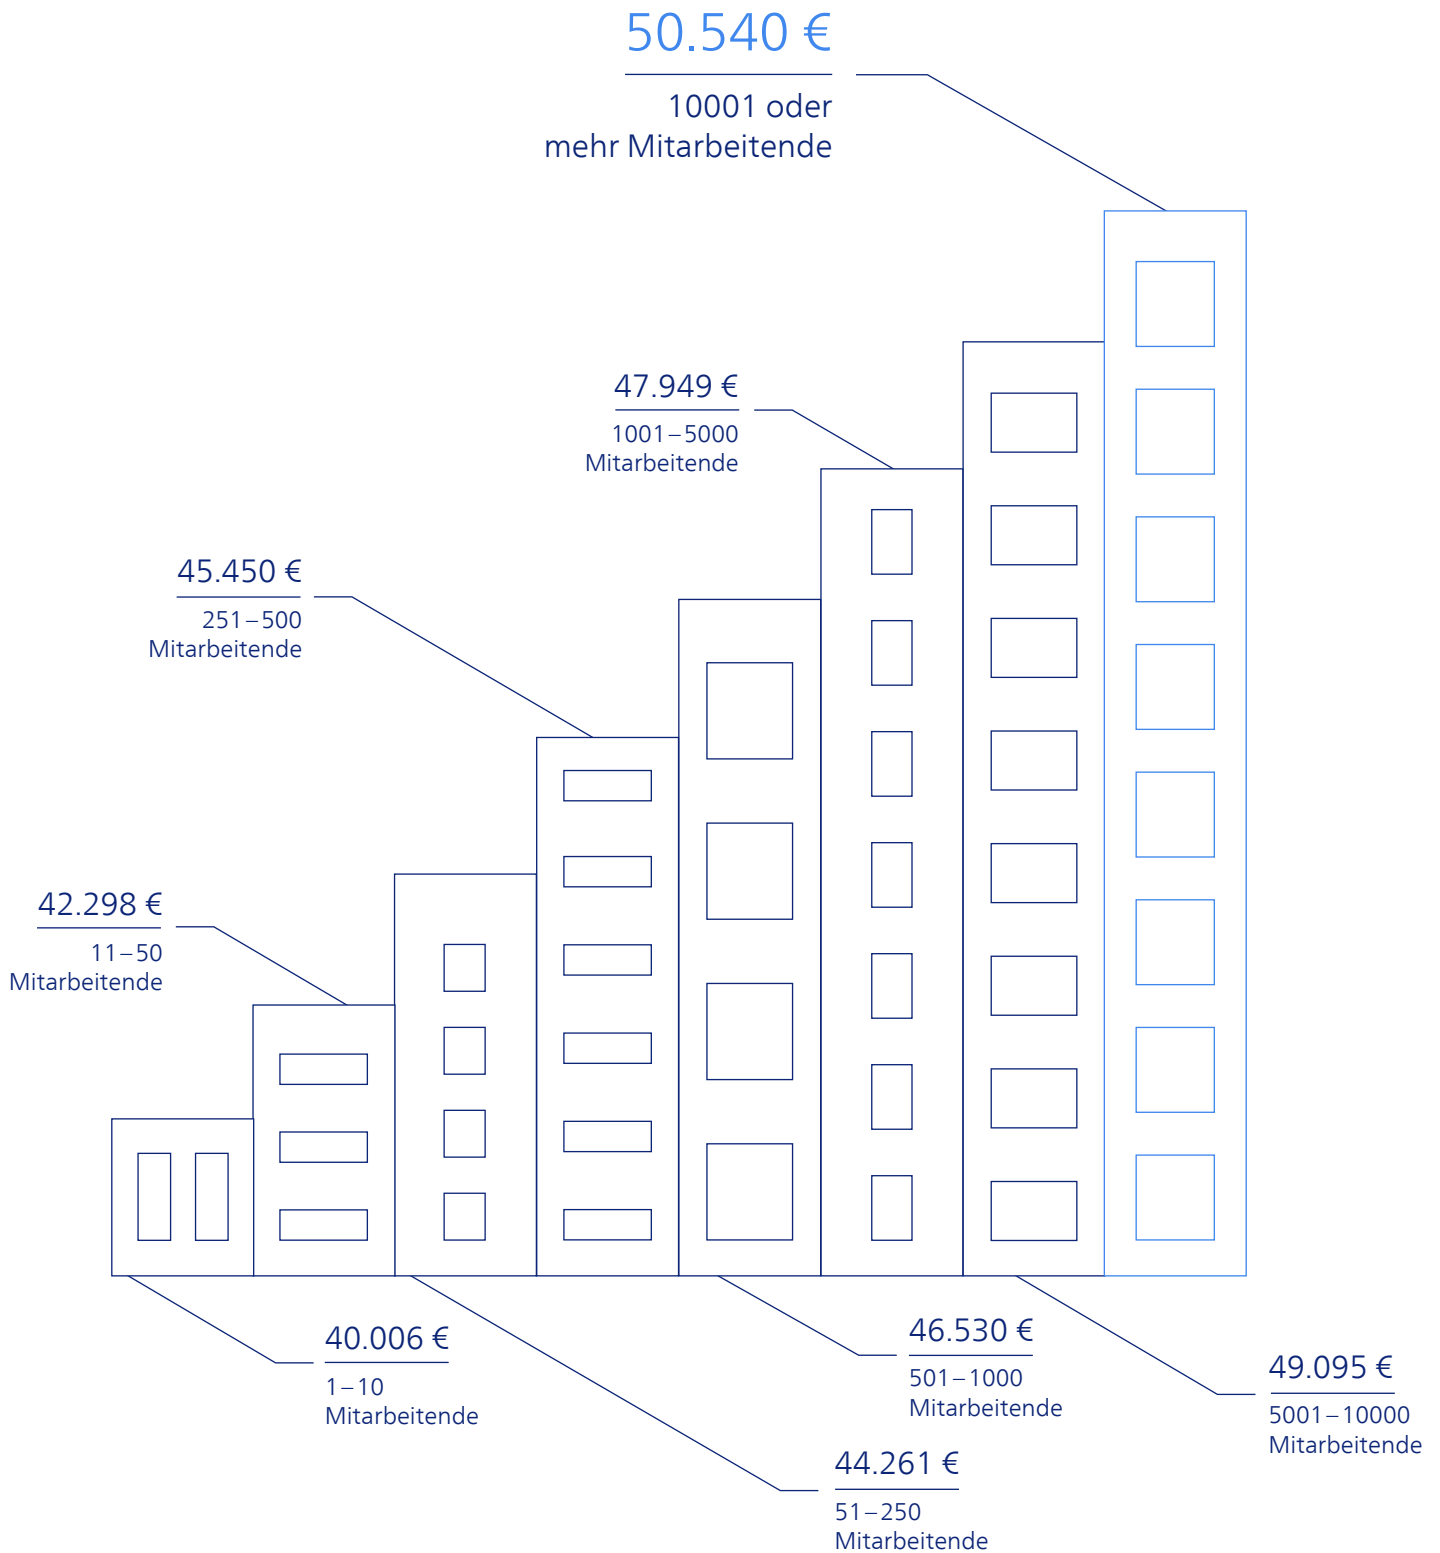 50.540 €
10001 oder
mehr Mitarbeitende
47.949 €
1001–5000
Mitarbeitende
45.450 €
251–500
Mitarbeitende
42.298 €
11–50
Mitarbeitende
40.006 €
1–10
Mitarbeitende
46.530 €
501–1000
Mitarbeitende
49.095 €
5001–10000
Mitarbeitende
44.261 €
51–250
Mitarbeitende